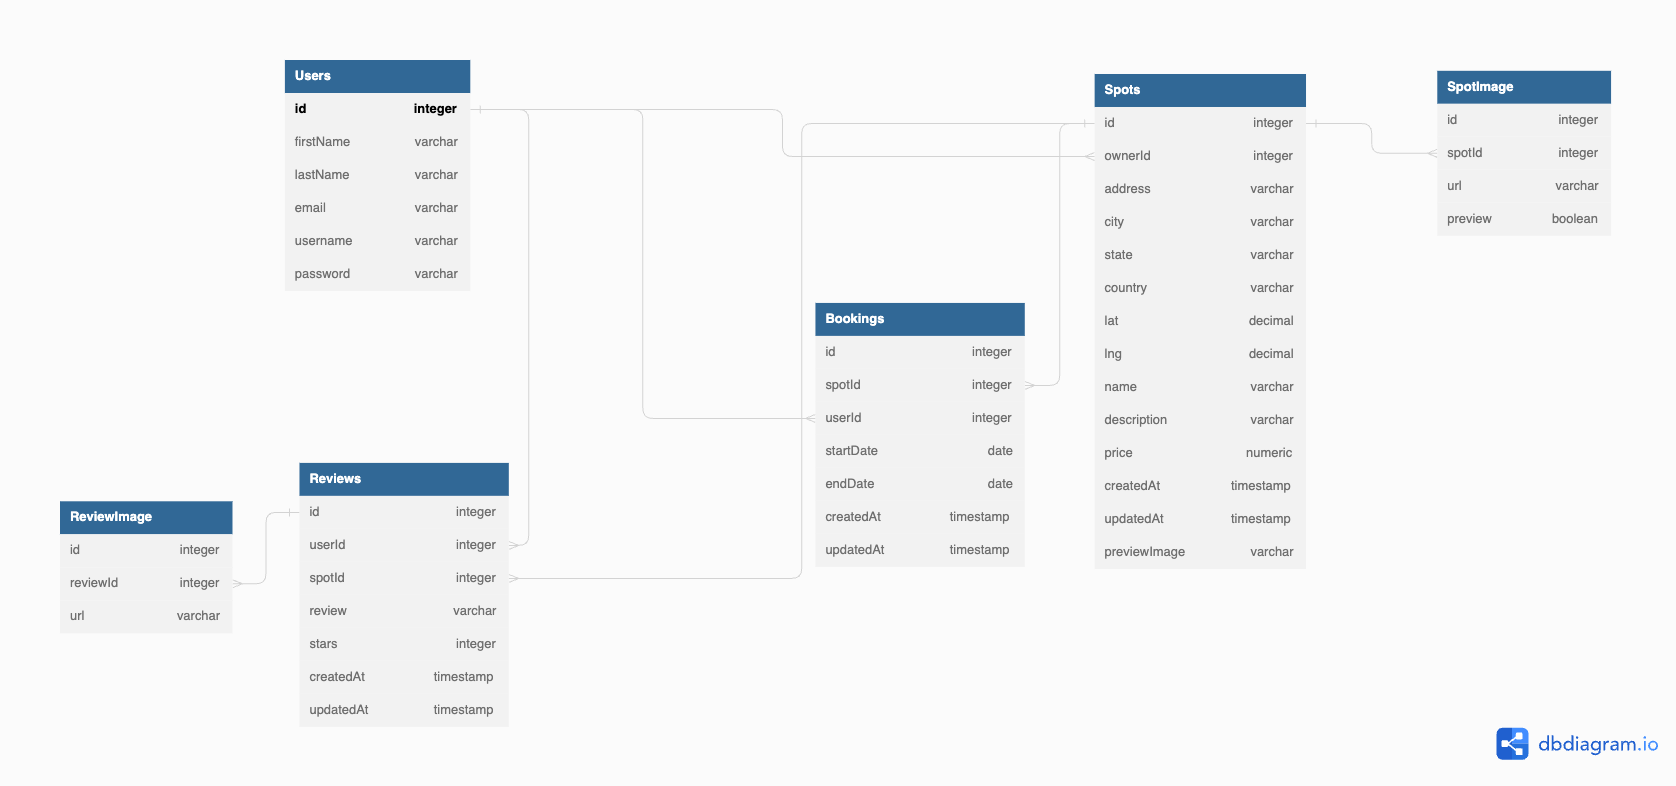 Users
id integer
firstName varchar
lastName varchar
email varchar
username varchar
password varchar
Spots
id integer
ownerId integer
address varchar
city varchar
state varchar
country varchar
lat decimal
lng decimal
name varchar
description varchar
price numeric
createdAt timestamp
updatedAt timestamp
previewImage varchar
SpotImage
id integer
spotId integer
url varchar
preview boolean
Bookings
id integer
spotId integer
userId integer
startDate date
endDate date
createdAt timestamp
updatedAt timestamp
Reviews
id integer
userId integer
spotId integer
review varchar
stars integer
createdAt timestamp
updatedAt timestamp
ReviewImage
id integer
reviewId integer
url varchar
dbdiagram.io